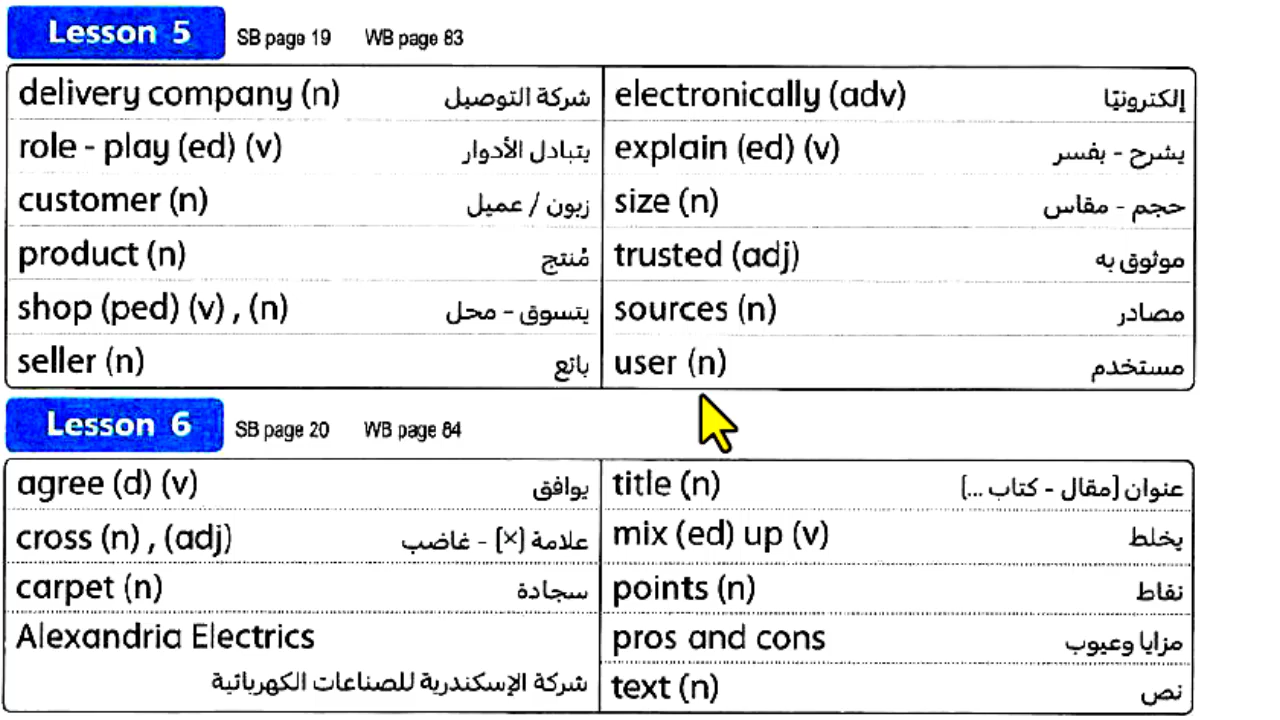 Lesson 5 SB page 19 WB page 83
delivery company (n) شركة التوصيل
role - play (ed) (v) يتبادل الأدوار
customer (n) زبون / عميل
product (n) مُنتج
shop (ped) (v) , (n) يتسوق - محل
seller (n) بائع
electronically (adv) إلكترونيًا
explain (ed) (v) يشرح - بفسر
size (n) حجم - مقاس
trusted (adj) موثوق به
sources (n) مصادر
user (n) مستخدم
Lesson 6 SB page 20 WB page 84
agree (d) (v) يوافق
cross (n) , (adj) علامة [×] - غاضب
carpet (n) سجادة
Alexandria Electrics
شركة الإسكندرية للصناعات الكهربائية
title (n) عنوان [مقال - كتاب ...]
mix (ed) up (v) يخلط
points (n) نقاط
pros and cons مزايا وعيوب
text (n) نص